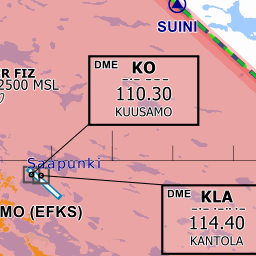 SUINI
R FIZ
2500 MSL
DME KO
110.30
KUUSAMO
Saapunki
MO (EFKS)
DME KLA
114.40
KANTOLA